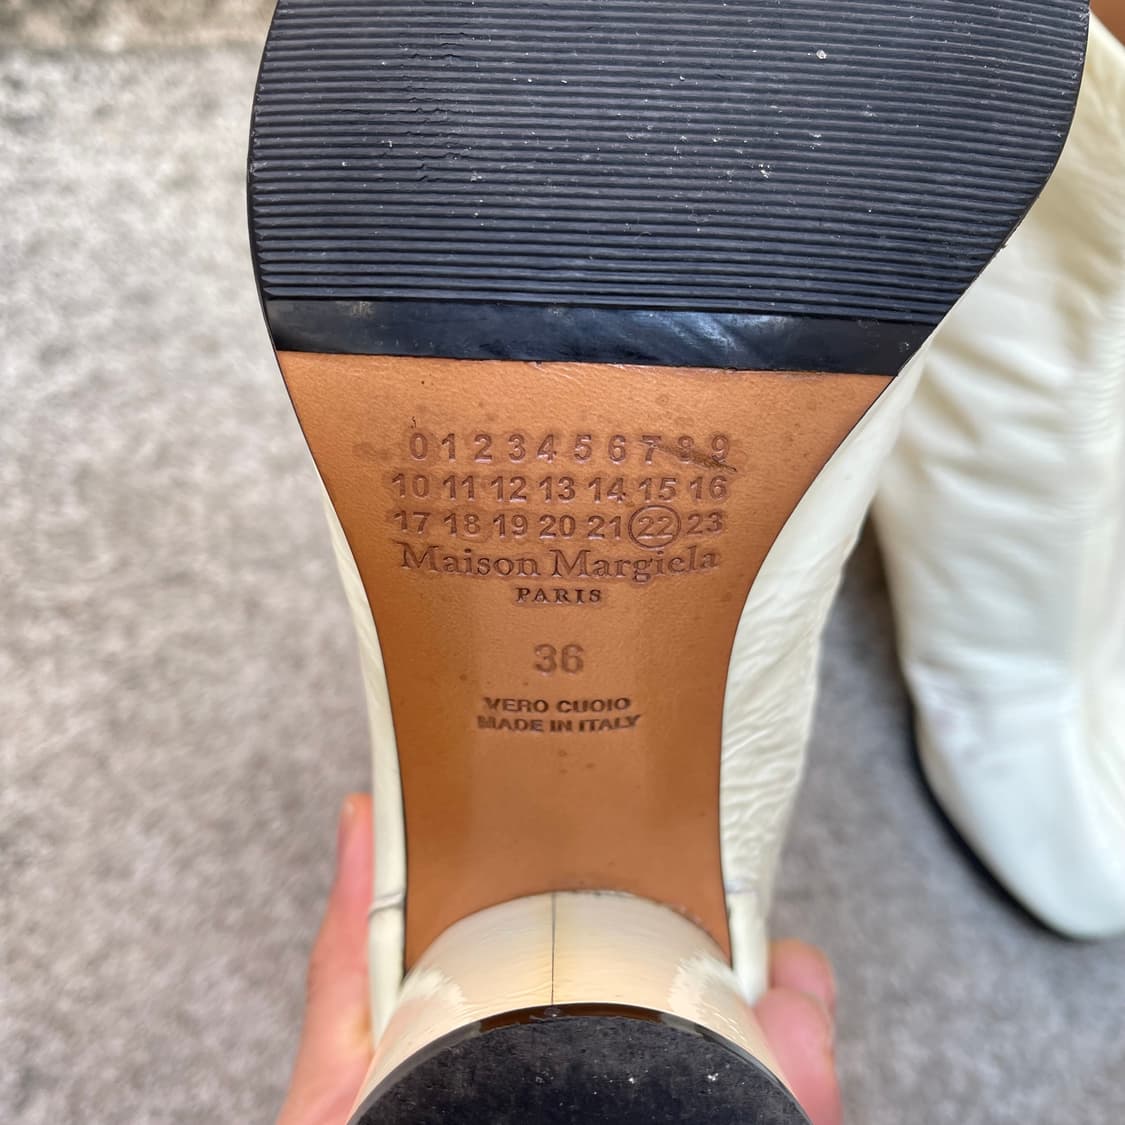 0 1 2 3 4 5 6 7 8 9
10 11 12 13 14 15 16
17 18 19 20 21 22 23
Maison Margiela
PARIS
36
VERO CUOIO
MADE IN ITALY